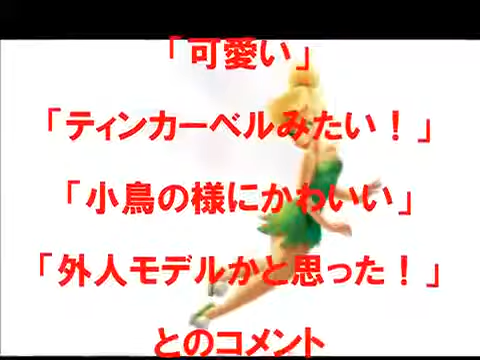 「可愛い」
「ティンカーベルみたい！」
「小鳥の様にかわいい」
「外人モデルかと思った！」
とのコメント